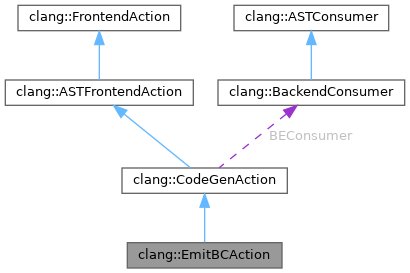 clang::FrontendAction
clang::ASTConsumer
clang::ASTFrontendAction
clang::BackendConsumer
BEConsumer
clang::CodeGenAction
clang::EmitBCAction